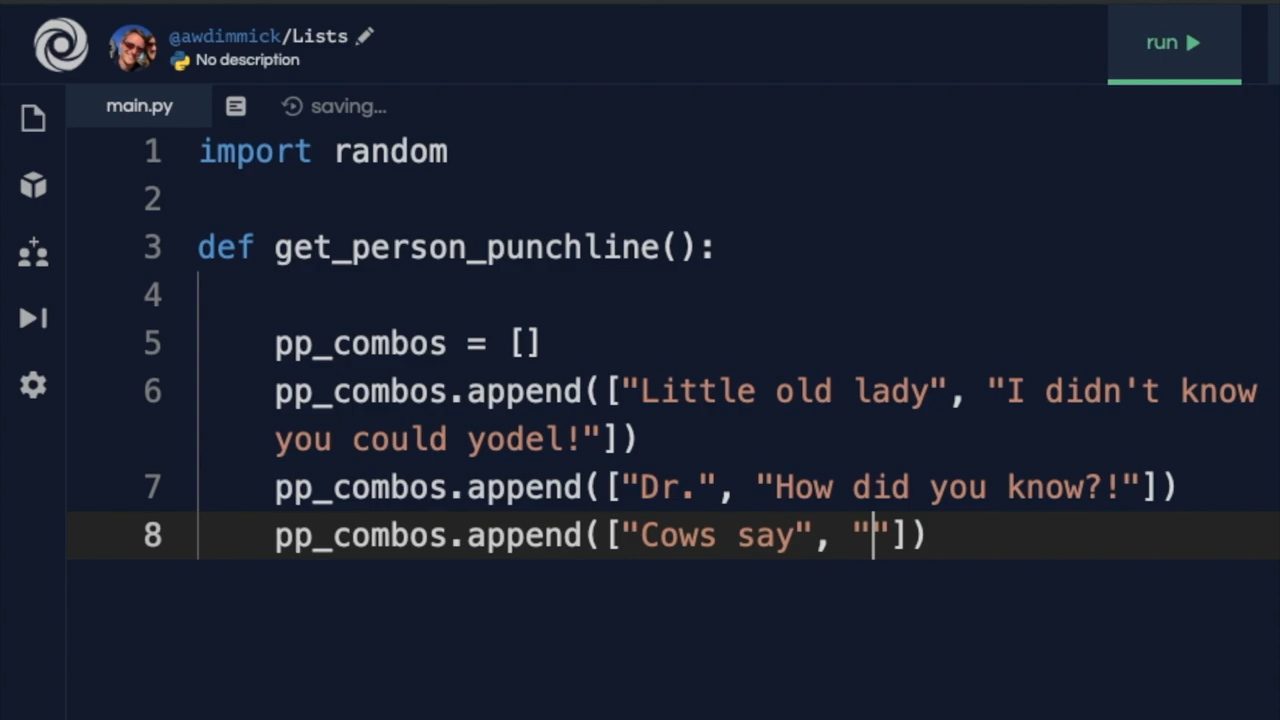 @awdimmick/Lists
No description
run
main.py
saving...
1 import random
2
3 def get_person_punchline():
4
5 pp_combos = []
6 pp_combos.append(["Little old lady", "I didn't know
you could yodel!"])
7 pp_combos.append(["Dr.", "How did you know?!"])
8 pp_combos.append(["Cows say", ""])